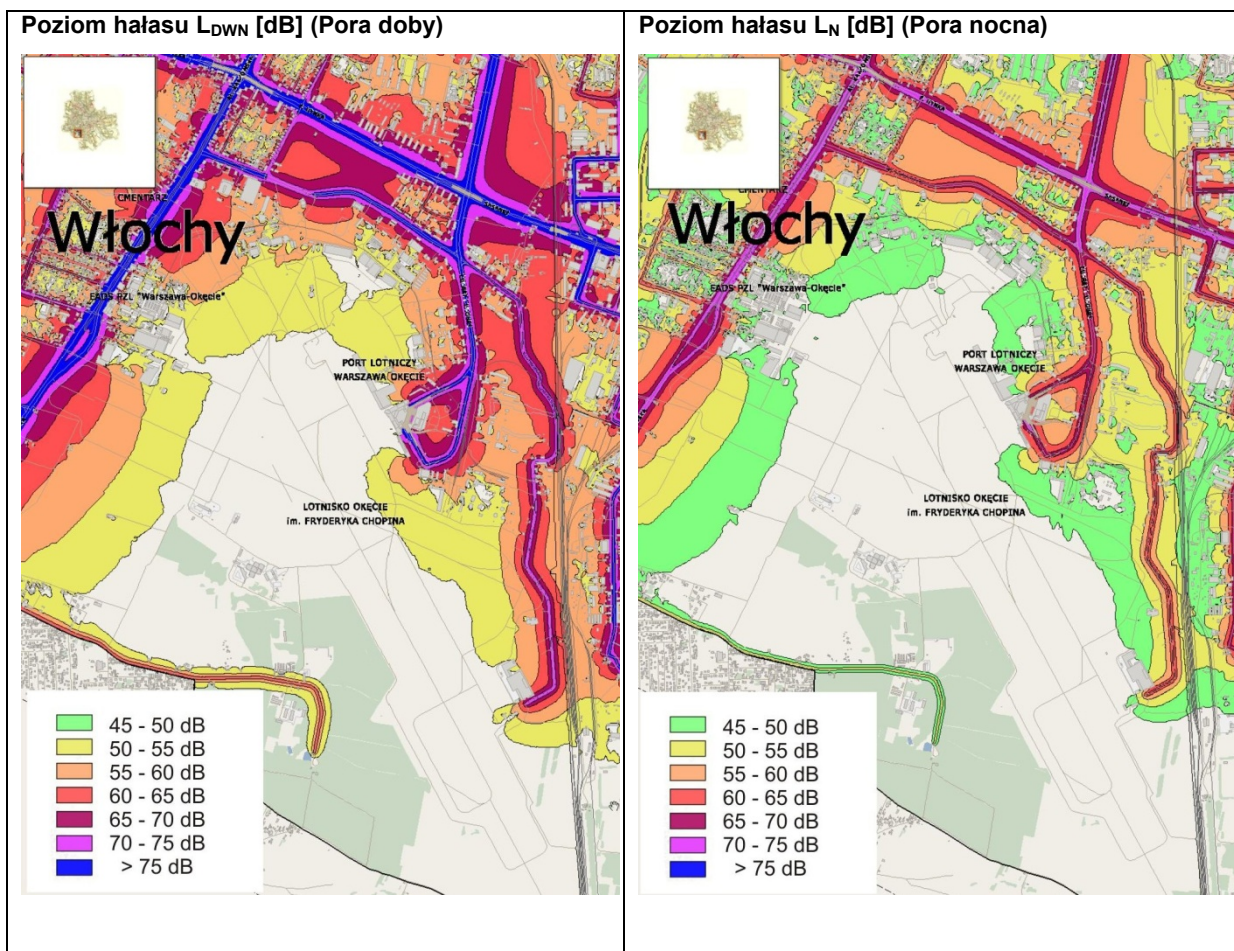 Poziom hałasu LDWN [dB] (Pora doby)
CMENTARZ
Włochy
EADS PZL "Warszawa-Okęcie"
PORT LOTNICZY
WARSZAWA OKĘCIE
LOTNISKO OKĘCIE
im. FRYDERYKA CHOPINA
45 - 50 dB
50 - 55 dB
55 - 60 dB
60 - 65 dB
65 - 70 dB
70 - 75 dB
> 75 dB
Poziom hałasu LN [dB] (Pora nocna)
CMENTARZ
Włochy
EADS PZL "Warszawa-Okęcie"
PORT LOTNICZY
WARSZAWA OKĘCIE
LOTNISKO OKĘCIE
im. FRYDERYKA CHOPINA
45 - 50 dB
50 - 55 dB
55 - 60 dB
60 - 65 dB
65 - 70 dB
70 - 75 dB
> 75 dB